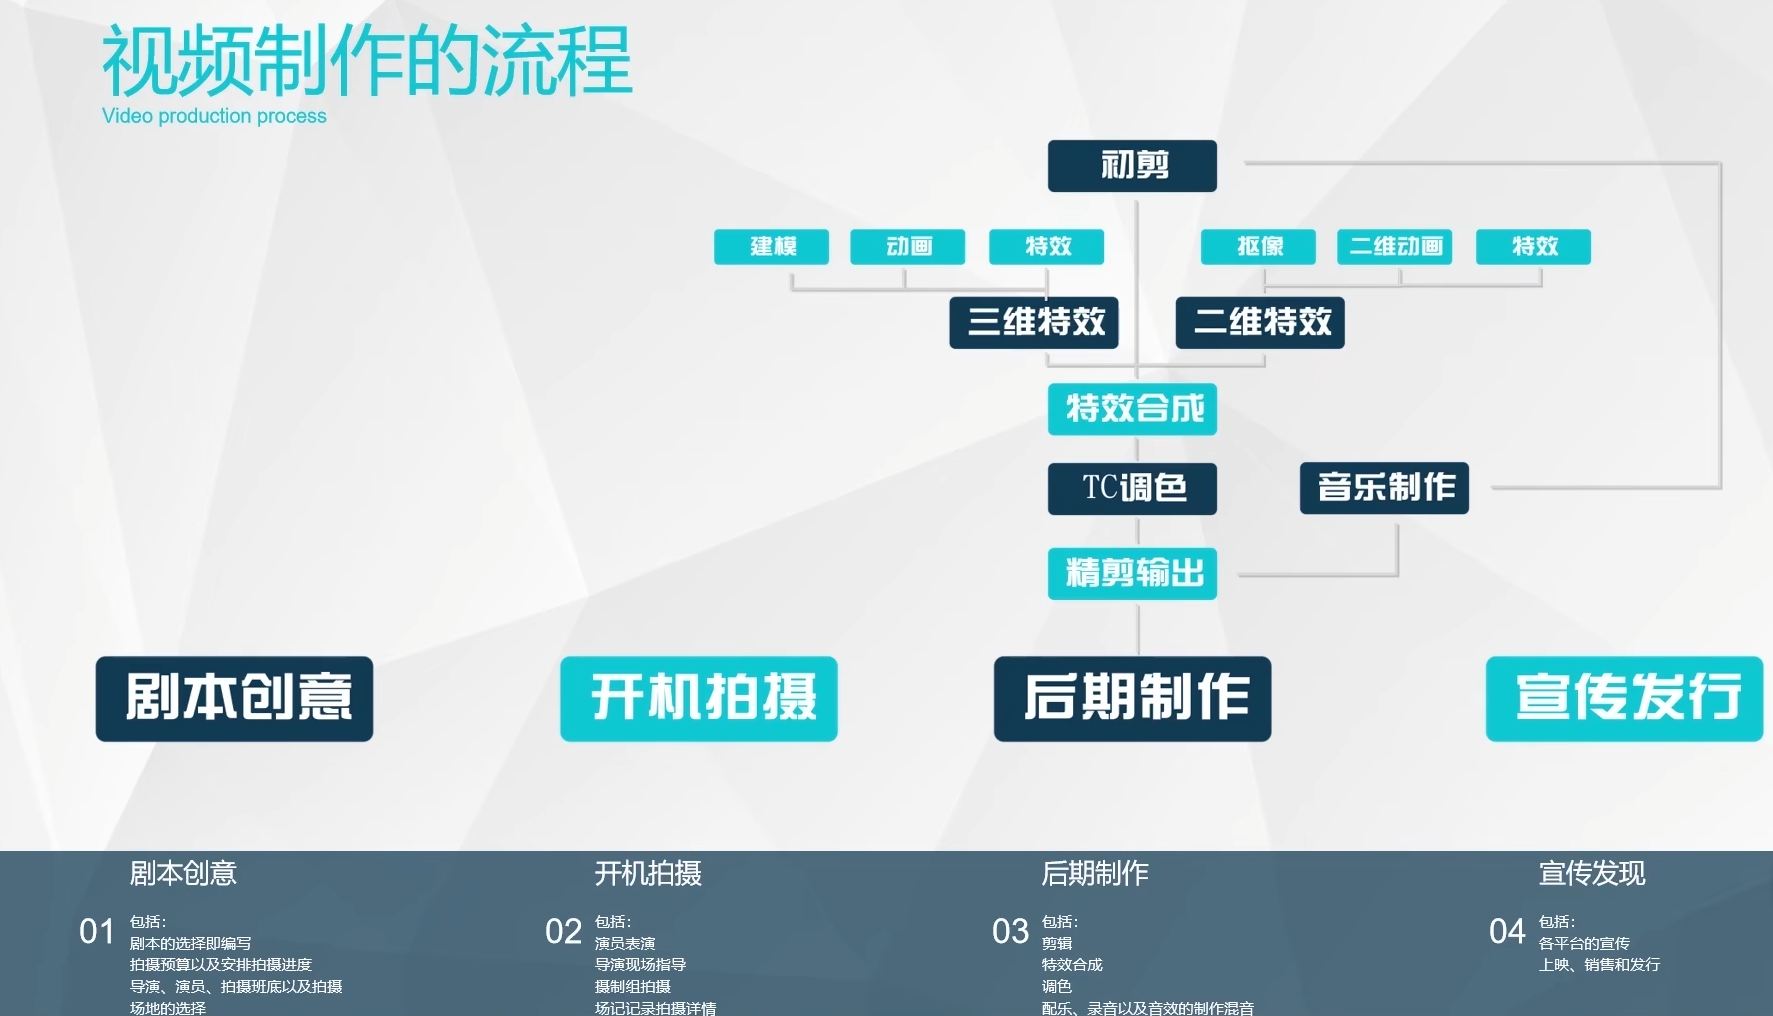 视频制作的流程
Video production process
初剪
建模
动画
特效
抠像
二维动画
特效
三维特效
二维特效
特效合成
TC调色
音乐制作
精剪输出
剧本创意
开机拍摄
后期制作
宣传发行
01
剧本创意
包括：
剧本的选择即编写
拍摄预算以及安排拍摄进度
导演、演员、拍摄班底以及拍摄
场地的选择
02
开机拍摄
包括：
演员表演
导演现场指导
摄制组拍摄
场记记录拍摄详情
03
后期制作
包括：
剪辑
特效合成
调色
配乐、录音以及音效的制作混音
04
宣传发现
包括：
各平台的宣传
上映、销售和发行